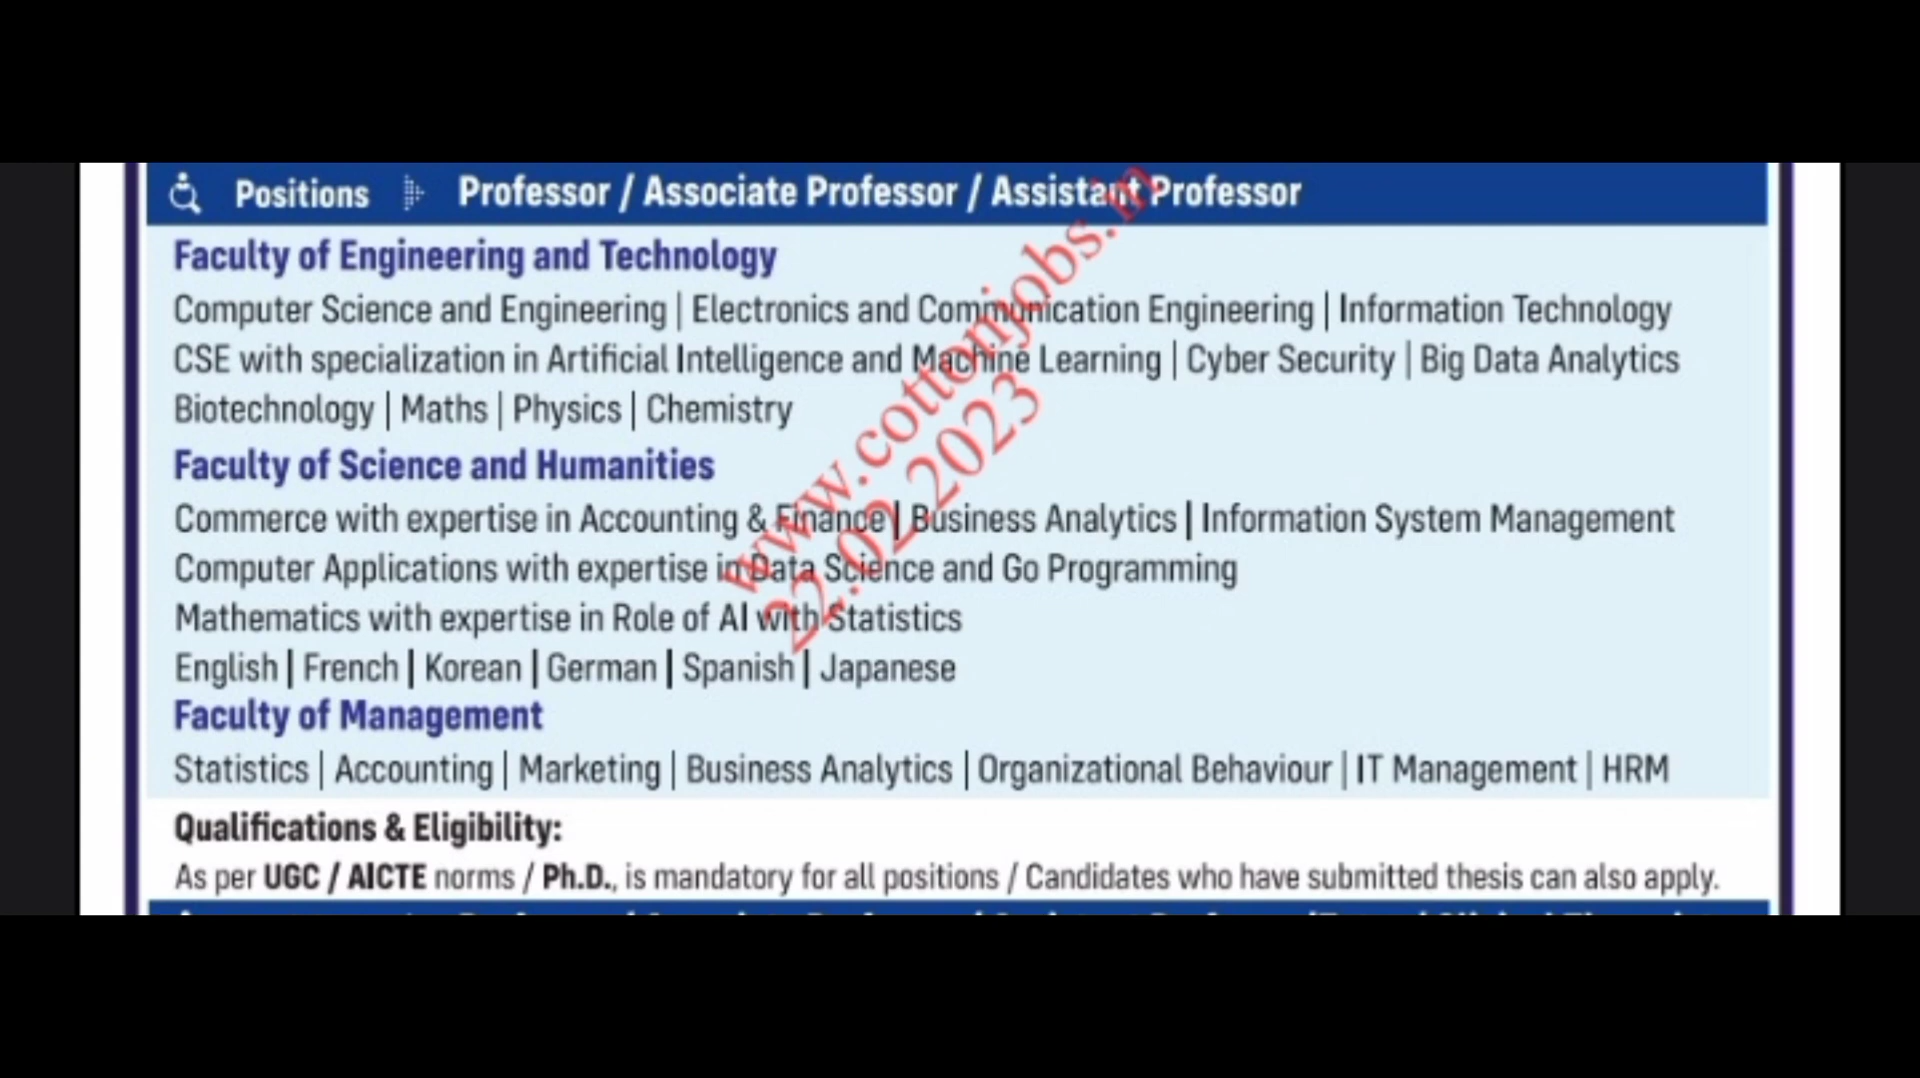 Positions Professor / Associate Professor / Assistant Professor
Faculty of Engineering and Technology
Computer Science and Engineering | Electronics and Communication Engineering | Information Technology
CSE with specialization in Artificial Intelligence and Machine Learning | Cyber Security | Big Data Analytics
Biotechnology | Maths | Physics | Chemistry
Faculty of Science and Humanities
Commerce with expertise in Accounting & Finance | Business Analytics | Information System Management
Computer Applications with expertise in Data Science and Go Programming
Mathematics with expertise in Role of AI with Statistics
English | French | Korean | German | Spanish | Japanese
Faculty of Management
Statistics | Accounting | Marketing | Business Analytics | Organizational Behaviour | IT Management | HRM
Qualifications & Eligibility:
As per UGC / AICTE norms / Ph.D., is mandatory for all positions / Candidates who have submitted thesis can also apply.
www.cottonjobs.in
22.02.2023